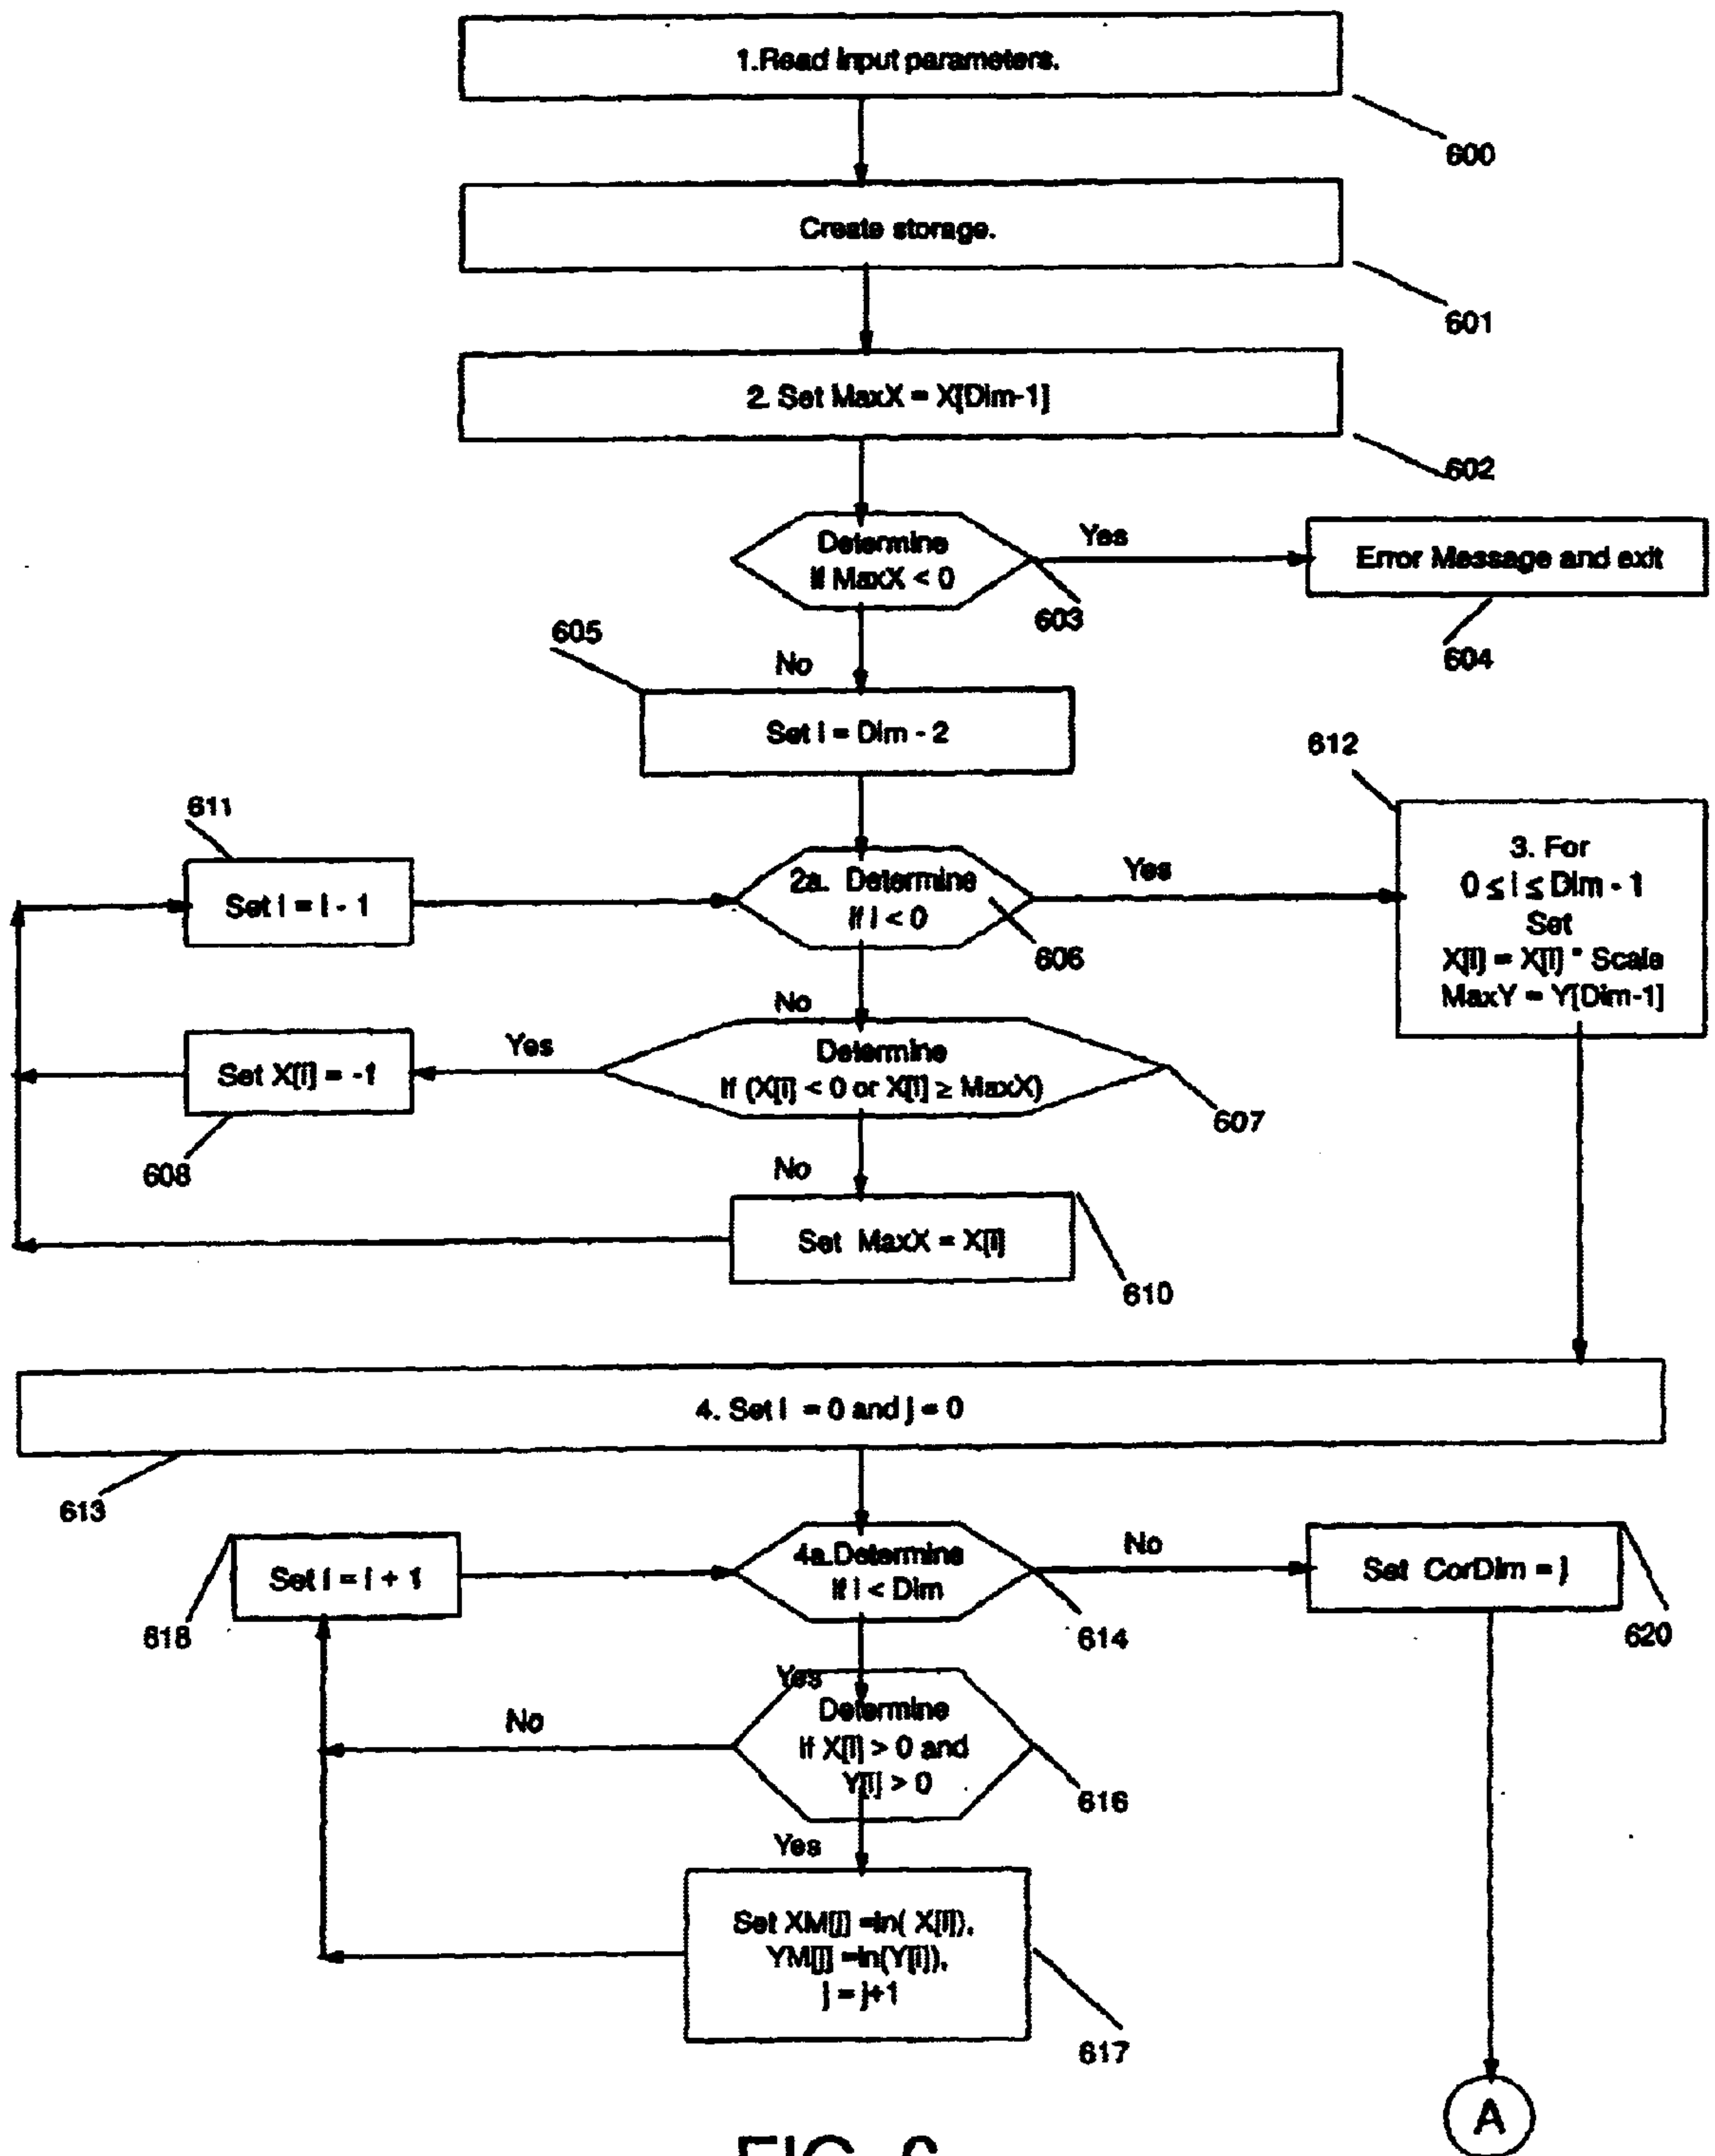 1.Read input parameters.
600
Create storage.
601
2. Set MaxX = X[Dim-1]
602
Determine
if MaxX < 0
Yes
Error Message and exit
603
604
605
No
Set i = Dim - 2
612
611
Set i = i - 1
2a. Determine
if i < 0
Yes
606
3. For
0 ≤ i ≤ Dim - 1
Set
X[i] = X[i] * Scale
MaxY = Y[Dim-1]
No
Set X[i] = -1
Yes
Determine
if (X[i] < 0 or X[i] ≥ MaxX)
607
608
No
Set MaxX = X[i]
610
4. Set i = 0 and j = 0
613
Set i = i + 1
4a.Determine
if i < Dim
No
Set CorDim = j
618
614
620
Yes
No
Determine
if X[i] > 0 and
Y[i] > 0
616
Yes
Set XM[j] =ln( X[i]),
YM[j] =ln(Y[i]),
j = j+1
617
A
FIG.